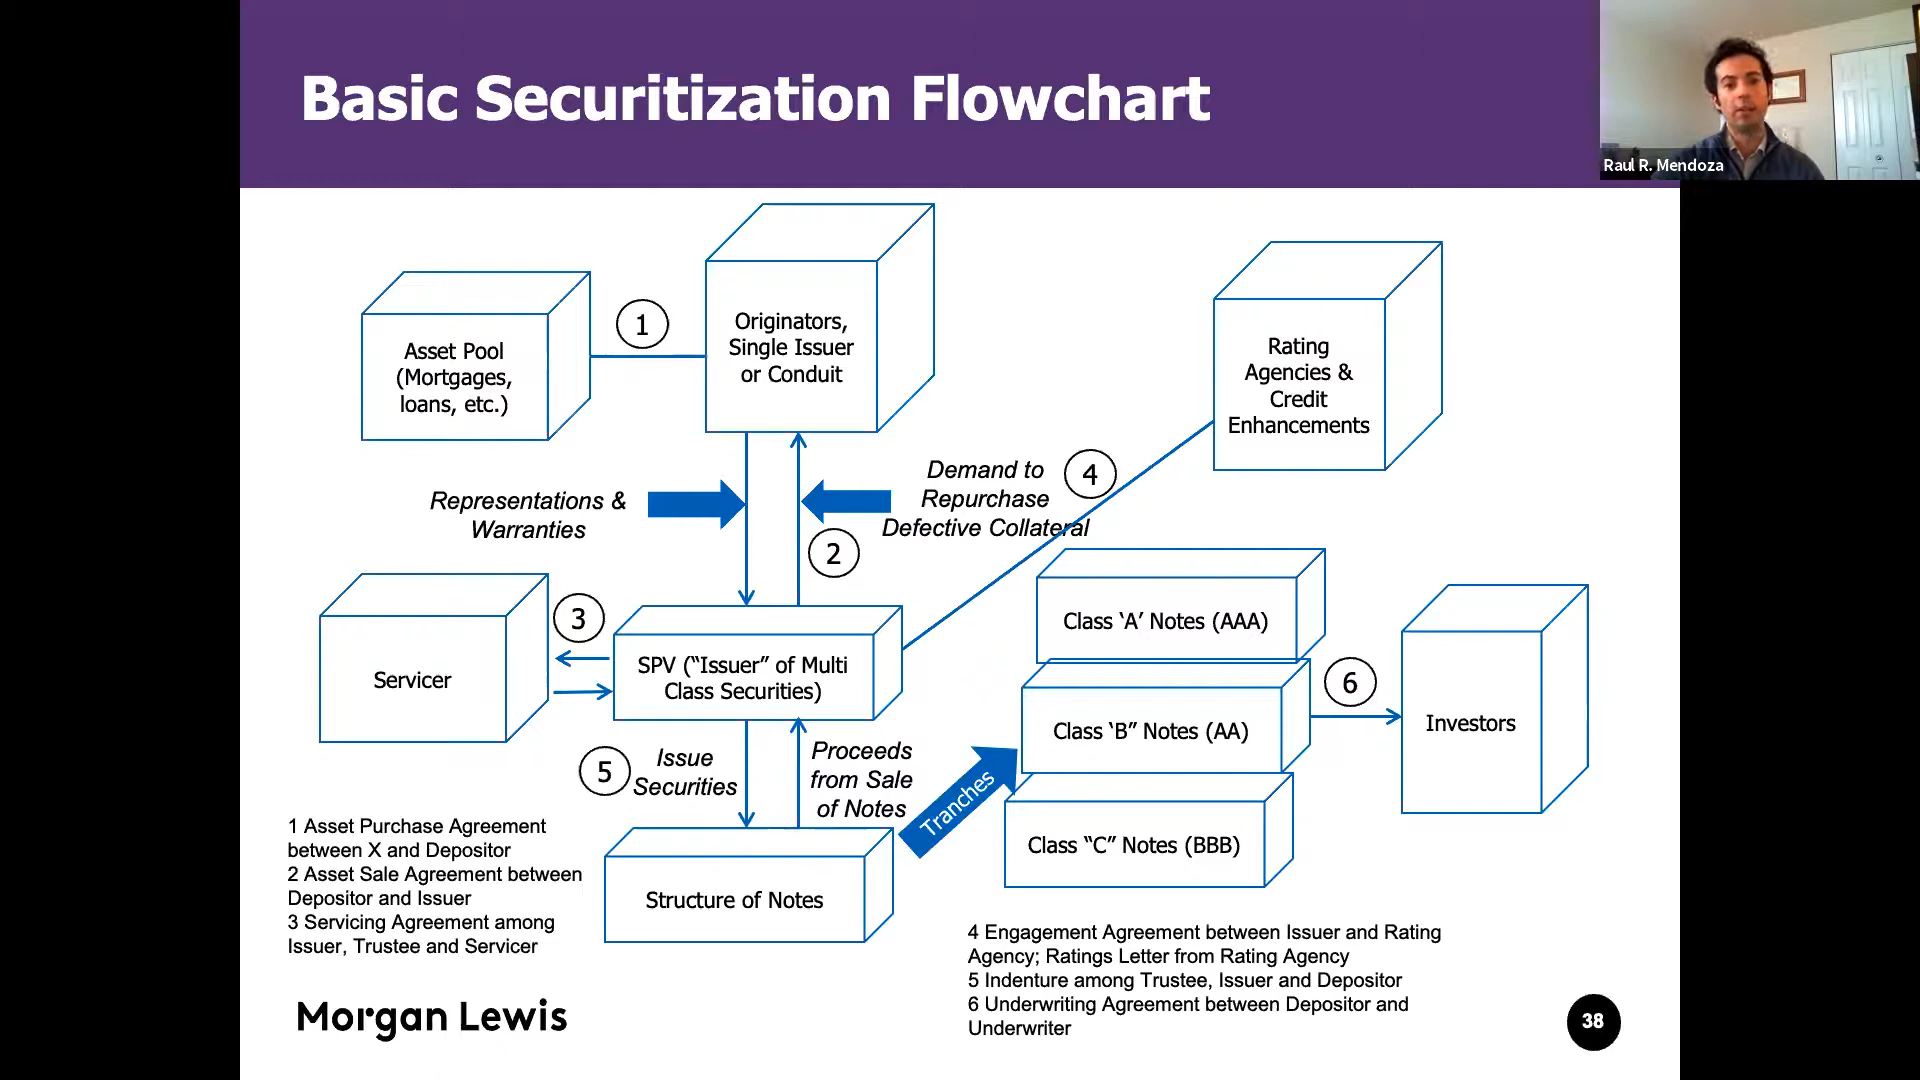 Basic Securitization Flowchart
Raul R. Mendoza
Asset Pool
(Mortgages,
loans, etc.)
1
Originators,
Single Issuer
or Conduit
Rating
Agencies &
Credit
Enhancements
Representations &
Warranties
Demand to
Repurchase
Defective Collateral
4
2
Servicer
3
SPV (“Issuer” of Multi
Class Securities)
Class ‘A’ Notes (AAA)
Class ‘B” Notes (AA)
Class “C” Notes (BBB)
6
Investors
5
Issue
Securities
Proceeds
from Sale
of Notes
Tranches
Structure of Notes
1 Asset Purchase Agreement
between X and Depositor
2 Asset Sale Agreement between
Depositor and Issuer
3 Servicing Agreement among
Issuer, Trustee and Servicer
4 Engagement Agreement between Issuer and Rating
Agency; Ratings Letter from Rating Agency
5 Indenture among Trustee, Issuer and Depositor
6 Underwriting Agreement between Depositor and
Underwriter
Morgan Lewis
38